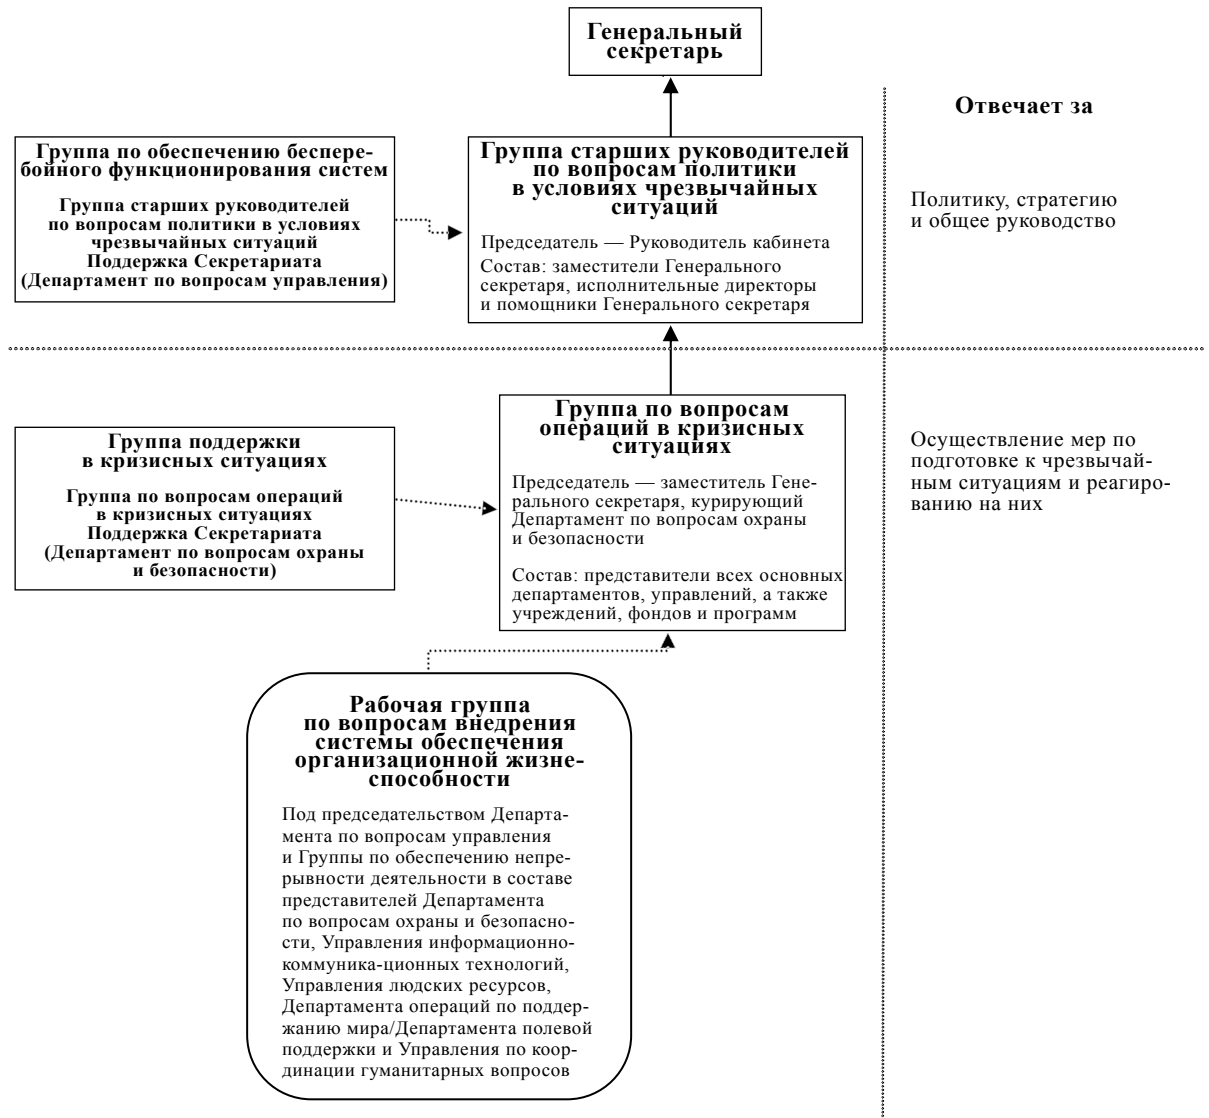 Генеральный
секретарь
Отвечает за
Группа по обеспечению беспере-
бойного функционирования систем
Группа старших руководителей
по вопросам политики в условиях
чрезвычайных ситуаций
Поддержка Секретариата
(Департамент по вопросам управления)
Группа старших руководителей
по вопросам политики
в условиях чрезвычайных
ситуаций
Председатель — Руководитель кабинета
Состав: заместители Генерального
секретаря, исполнительные директоры
и помощники Генерального секретаря
Политику, стратегию
и общее руководство
Группа поддержки
в кризисных ситуациях
Группа по вопросам операций
в кризисных ситуациях
Поддержка Секретариата
(Департамент по вопросам охраны
и безопасности)
Группа по вопросам
операций в кризисных
ситуациях
Председатель — заместитель Гене-
рального секретаря, курирующий
Департамент по вопросам охраны
и безопасности
Состав: представители всех основных
департаментов, управлений, а также
учреждений, фондов и программ
Осуществление мер по
подготовке к чрезвычай-
ным ситуациям и реагиро-
ванию на них
Рабочая группа
по вопросам внедрения
системы обеспечения
организационной жизне-
способности
Под председательством Департа-
мента по вопросам управления
и Группы по обеспечению непре-
рывности деятельности в составе
представителей Департамента
по вопросам охраны и безопасно-
сти, Управления информационно-
коммуника-ционных технологий,
Управления людских ресурсов,
Департамента операций по поддер-
жанию мира/Департамента полевой
поддержки и Управления по коор-
динации гуманитарных вопросов